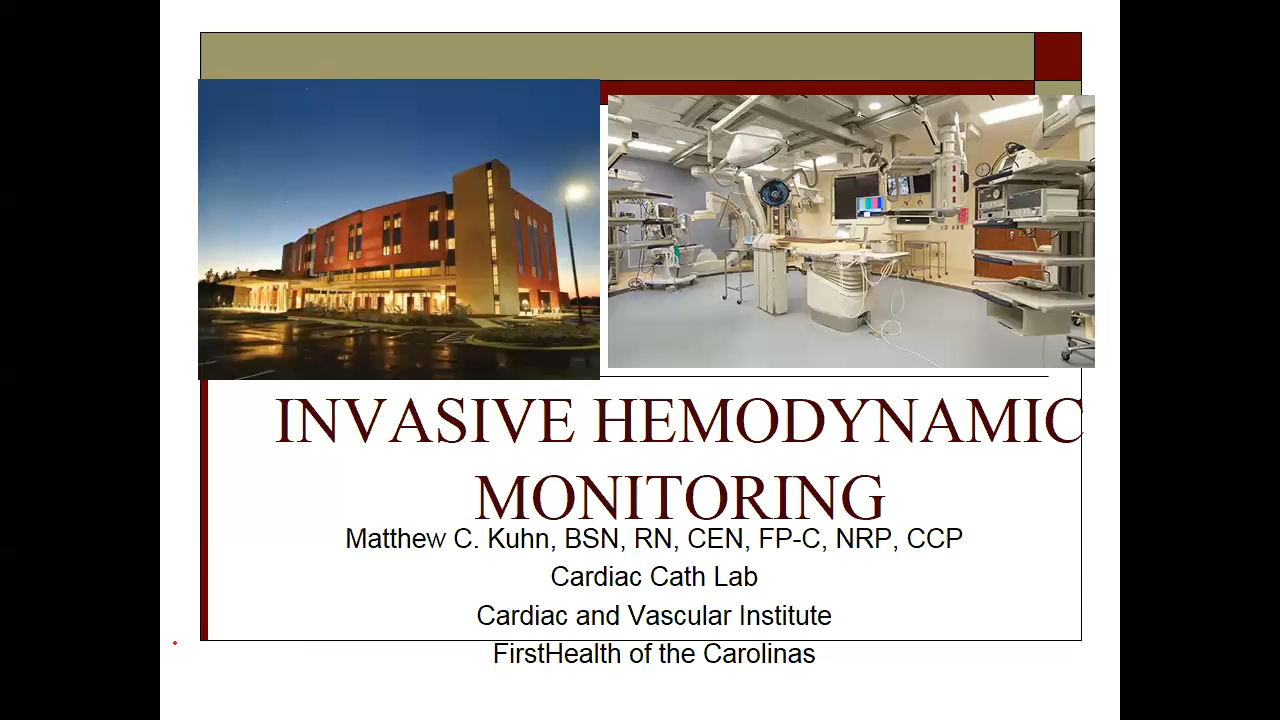 INVASIVE HEMODYNAMIC
MONITORING
Matthew C. Kuhn, BSN, RN, CEN, FP-C, NRP, CCP
Cardiac Cath Lab
Cardiac and Vascular Institute
FirstHealth of the Carolinas